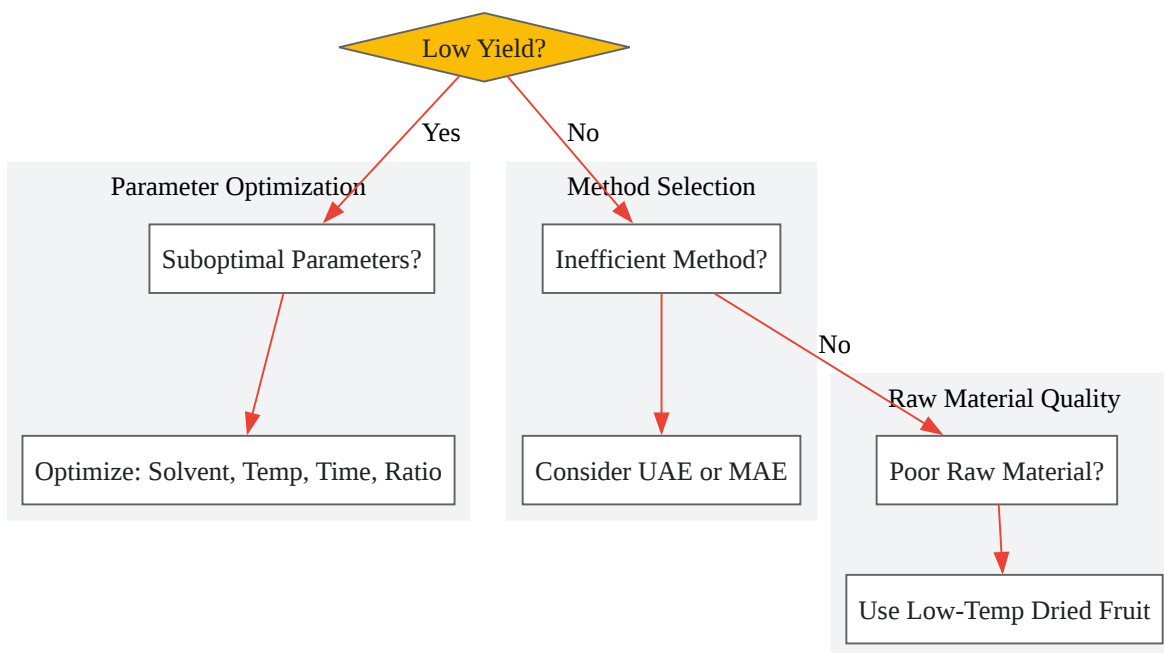 Low Yield?
Yes
No
Parameter Optimization
Method Selection
Suboptimal Parameters?
Inefficient Method?
No
Raw Material Quality
Optimize: Solvent, Temp, Time, Ratio
Consider UAE or MAE
Poor Raw Material?
Use Low-Temp Dried Fruit